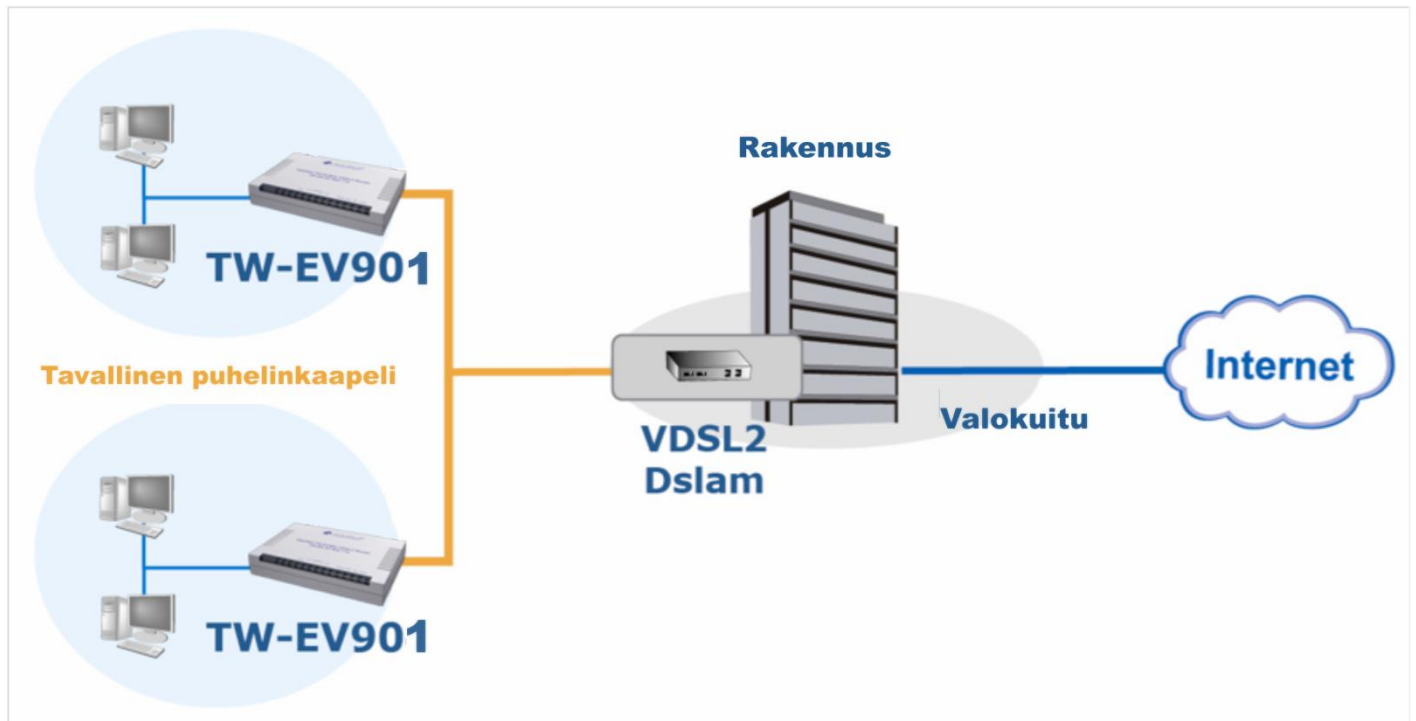 Rakennus
TW-EV901
Tavallinen puhelinkaapeli
Internet
Valokuitu
VDSL2
Dslam
TW-EV901